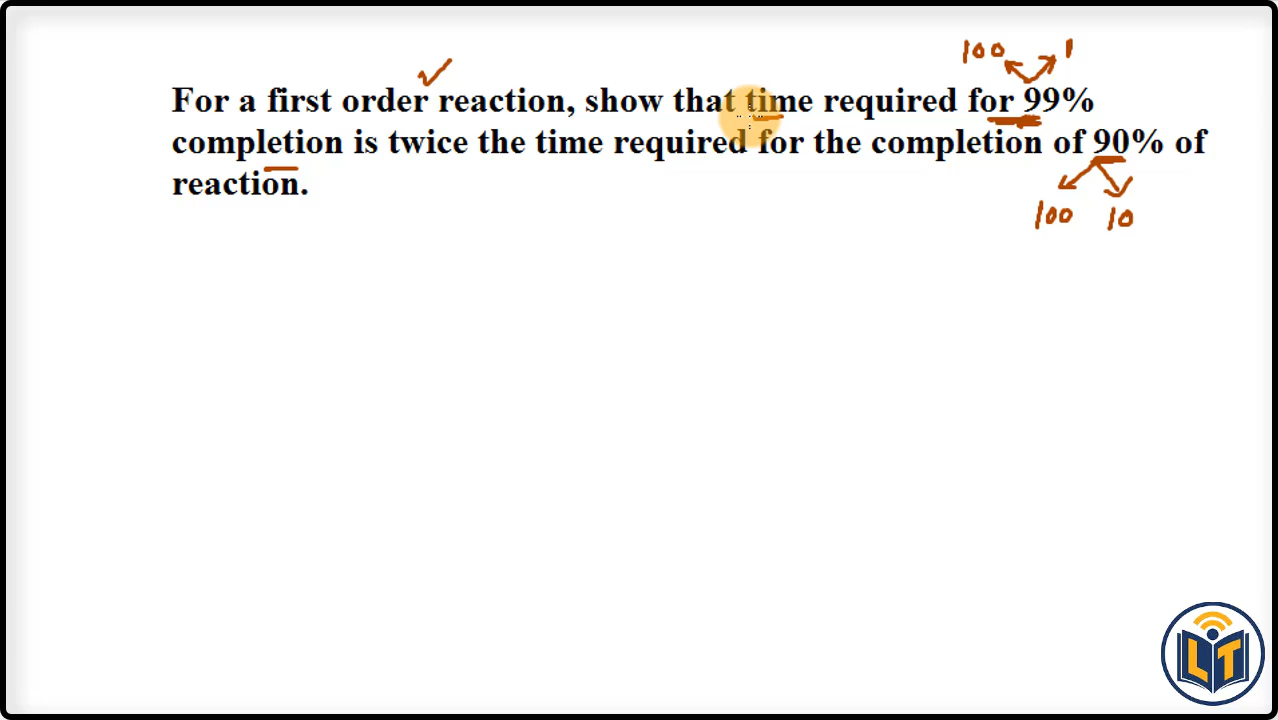 100 1
For a first order reaction, show that time required for 99%
completion is twice the time required for the completion of 90% of
reaction.
100 10
LT